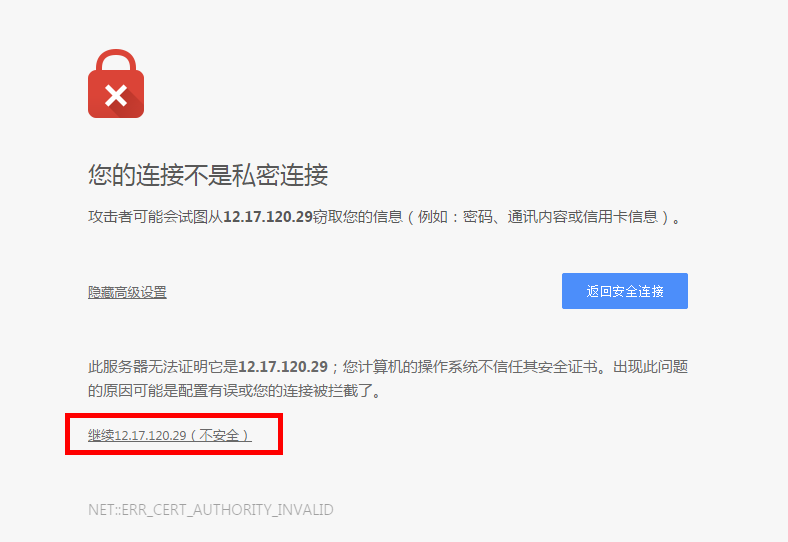 您的连接不是私密连接
攻击者可能会试图从12.17.120.29窃取您的信息（例如：密码、通讯内容或信用卡信息）。
隐藏高级设置
返回安全连接
此服务器无法证明它是12.17.120.29；您计算机的操作系统不信任其安全证书。出现此问题
的原因可能是配置有误或您的连接被拦截了。
继续12.17.120.29（不安全）
NET::ERR_CERT_AUTHORITY_INVALID